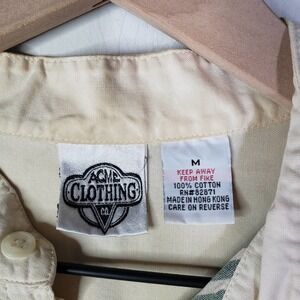 ACME
CLOTHING
CO.
M
KEEP AWAY
FROM FIRE
100% COTTON
RN#82871
MADE IN HONG KONG
CARE ON REVERSE